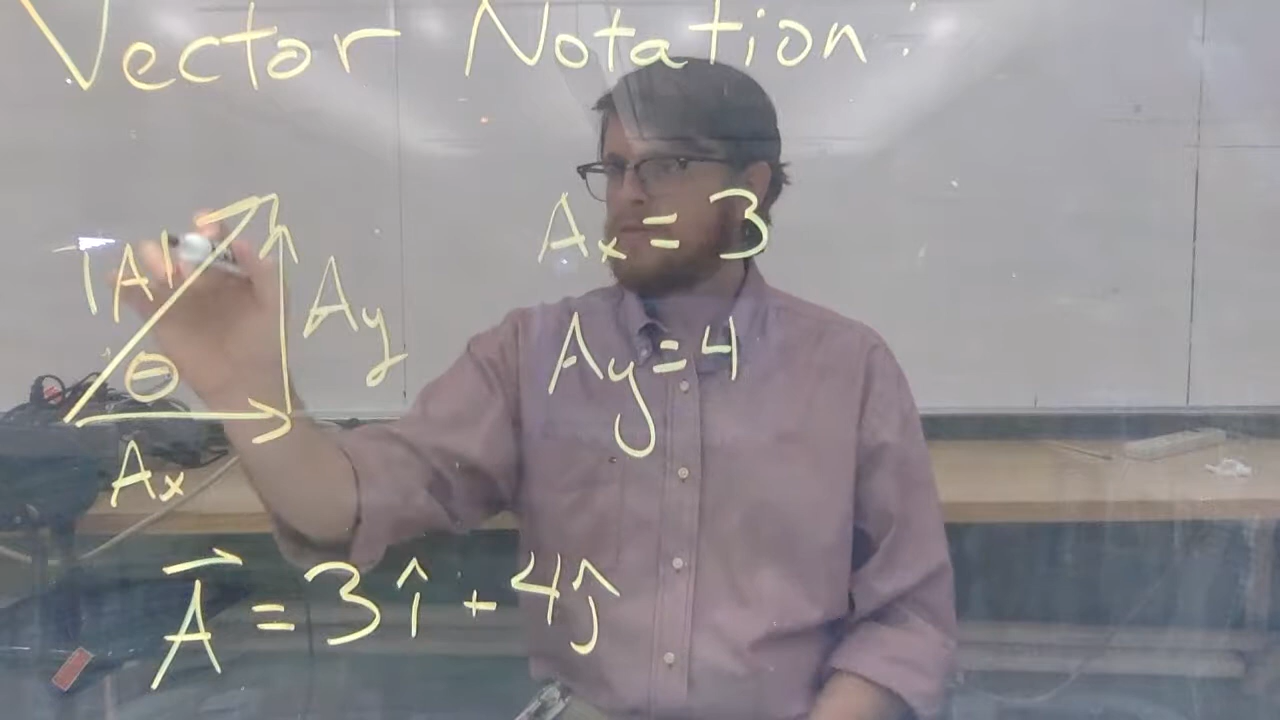 Vector Notation:
|A|
Ay
θ
Ax
Ax = 3
Ay = 4
A⃗ = 3î + 4ĵ